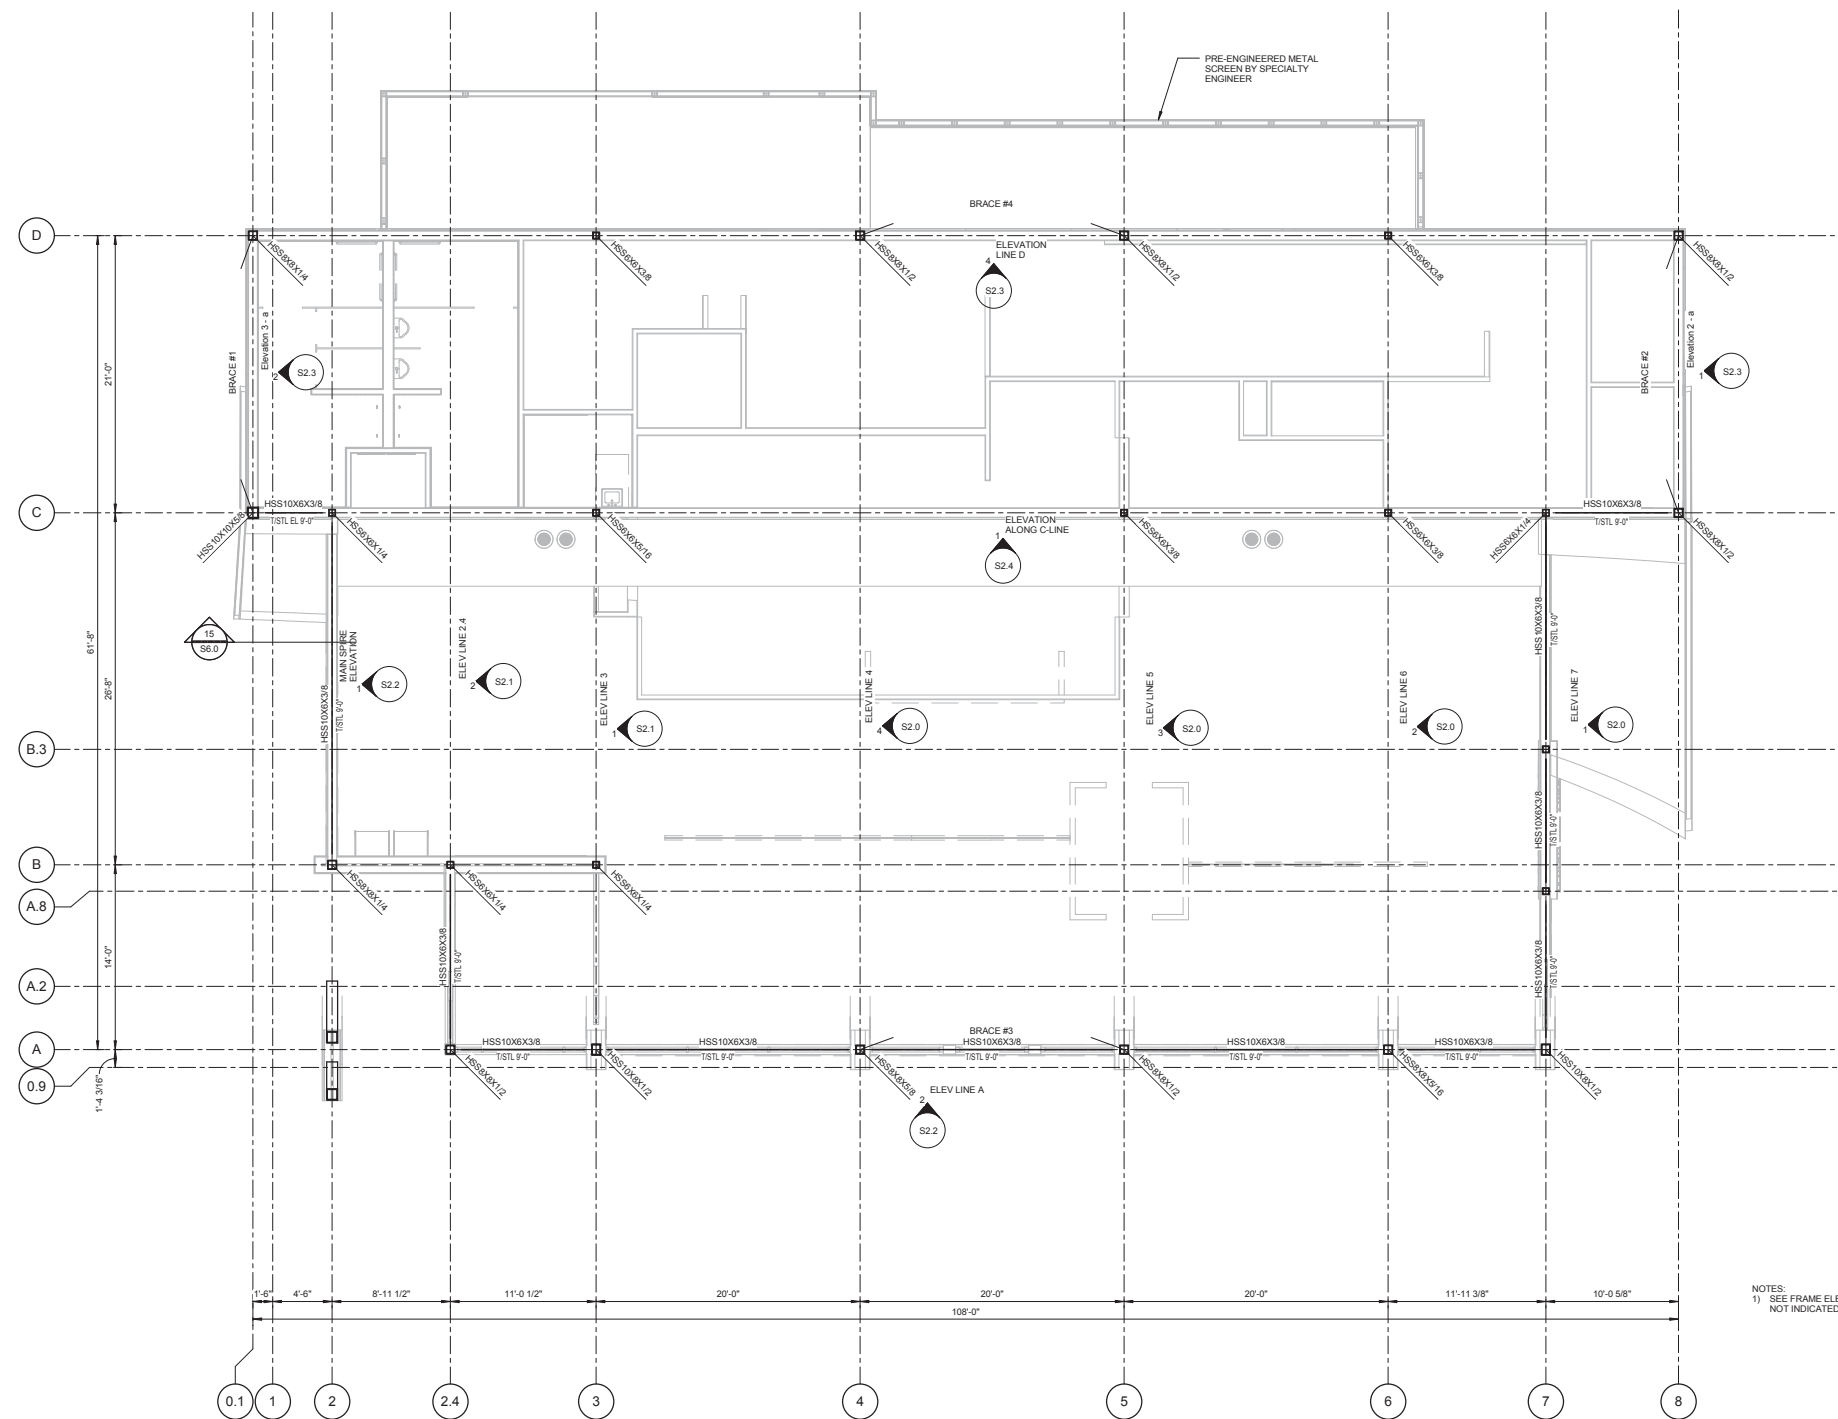 PRE-ENGINEERED METAL
SCREEN BY SPECIALTY
ENGINEER
BRACE #4
D
HSS8X8X1/4
HSS6X6X3/8
HSS8X8X1/2
ELEVATION
LINE D
4
S2.3
HSS8X8X1/2
HSS6X6X3/8
HSS8X8X1/2
21'-0"
BRACE #1
Elevation 3 - a
2
S2.3
BRACE #2
Elevation 2 - a
1
S2.3
C
HSS10X6X3/8
T/STL EL 9'-0"
HSS10X10X5/8
HSS6X6X1/4
HSS6X6X5/16
ELEVATION
ALONG C-LINE
1
S2.4
HSS6X6X3/8
HSS6X6X3/8
HSS6X6X1/4
HSS10X6X3/8
T/STL 9'-0"
HSS8X8X1/2
61'-8"
26'-8"
15
S6.0
HSS10X6X3/8
T/STL 9'-0"
MAIN SPIRE
ELEVATION
1
S2.2
ELEV LINE 2.4
2
S2.1
ELEV LINE 3
1
S2.1
ELEV LINE 4
4
S2.0
ELEV LINE 5
3
S2.0
ELEV LINE 6
2
S2.0
HSS10X6X3/8
T/STL 9'-0"
ELEV LINE 7
1
S2.0
B.3
HSS10X6X3/8
T/STL 9'-0"
B
HSS8X8X1/4
HSS6X6X1/4
HSS6X6X1/4
A.8
14'-0"
HSS10X6X3/8
T/STL 9'-0"
HSS10X6X3/8
T/STL 9'-0"
A.2
BRACE #3
A
HSS10X6X3/8
T/STL 9'-0"
HSS10X6X3/8
T/STL 9'-0"
HSS10X6X3/8
T/STL 9'-0"
HSS10X6X3/8
T/STL 9'-0"
HSS10X6X3/8
T/STL 9'-0"
HSS8X8X1/2
HSS10X8X1/2
HSS8X8X5/8
HSS8X8X1/2
HSS8X8X5/16
HSS10X8X1/2
0.9
1'-4 3/16"
ELEV LINE A
2
S2.2
1'-6" 4'-6" 8'-11 1/2" 11'-0 1/2" 20'-0" 20'-0" 20'-0" 11'-11 3/8" 10'-0 5/8"
108'-0"
NOTES:
1) SEE FRAME ELE
NOT INDICATED
0.1 1 2 2.4 3 4 5 6 7 8